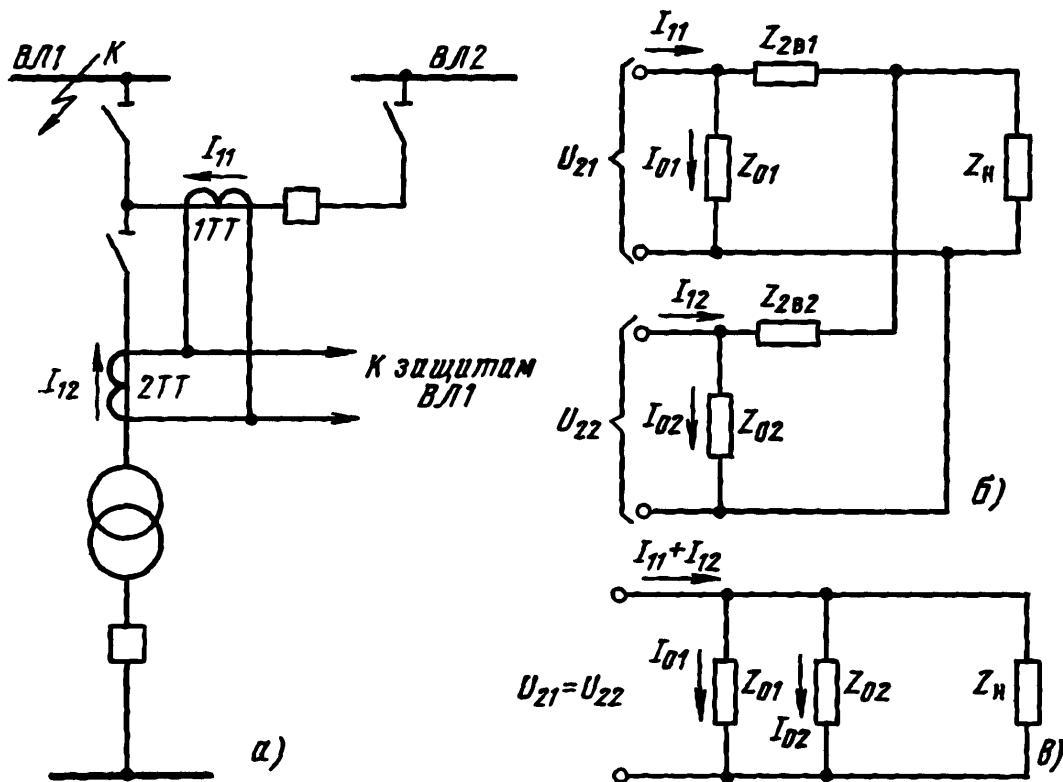 ВЛ1
К
ВЛ2
I11
1ТТ
I12
2ТТ
К защитам
ВЛ1
а)
I11
Z2в1
U21
I01
Z01
Zн
I12
Z2в2
U22
I02
Z02
б)
I11+I12
I01
Z01
Z02
Zн
U21=U22
I02
в)